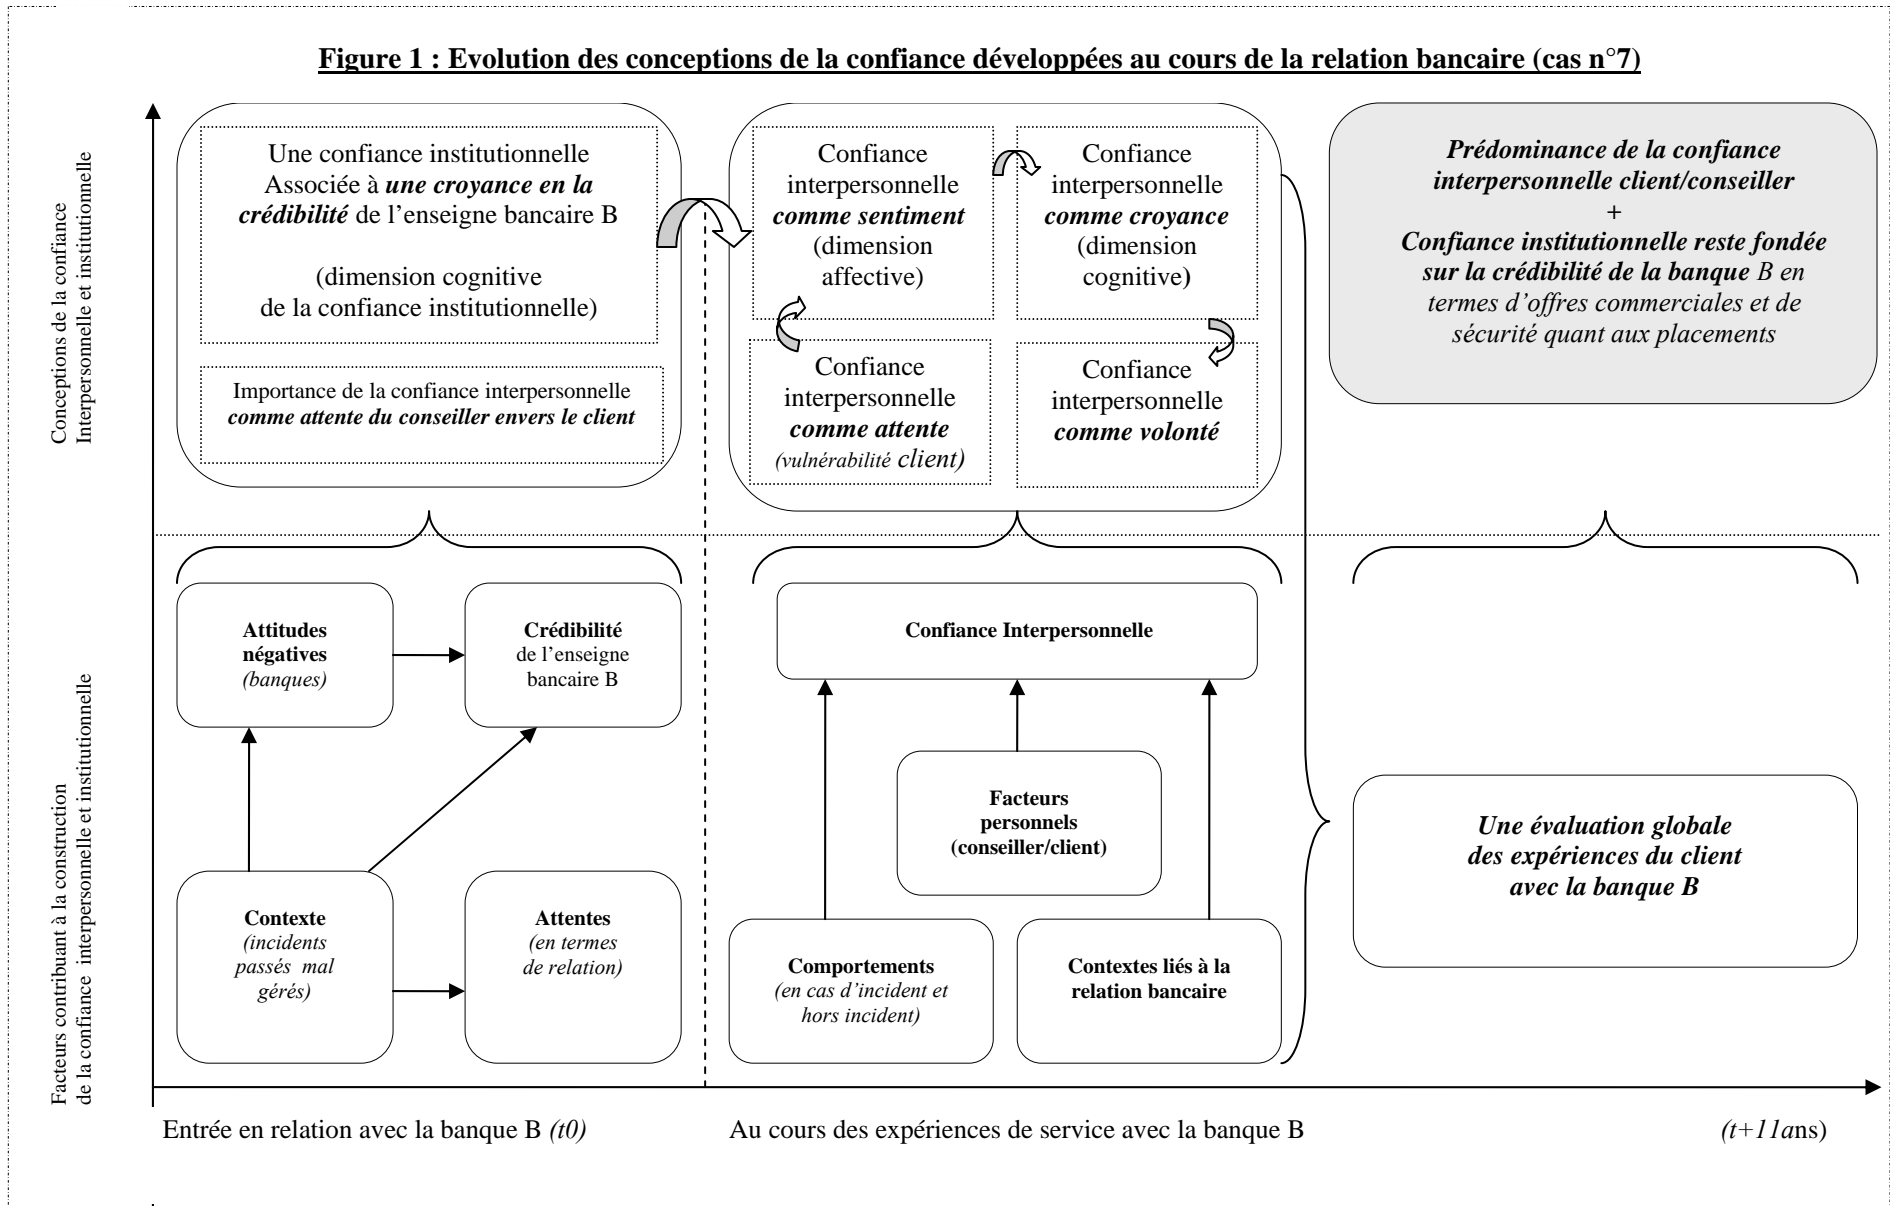 Figure 1 : Evolution des conceptions de la confiance développées au cours de la relation bancaire (cas n°7)
Conceptions de la confiance
Interpersonnelle et institutionnelle
Une confiance institutionnelle
Associée à une croyance en la
crédibilité de l’enseigne bancaire B
(dimension cognitive
de la confiance institutionnelle)
Importance de la confiance interpersonnelle
comme attente du conseiller envers le client
Confiance
interpersonnelle
comme sentiment
(dimension
affective)
Confiance
interpersonnelle
comme croyance
(dimension
cognitive)
Confiance
interpersonnelle
comme attente
(vulnérabilité client)
Confiance
interpersonnelle
comme volonté
Prédominance de la confiance
interpersonnelle client/conseiller
+
Confiance institutionnelle reste fondée
sur la crédibilité de la banque B en
termes d’offres commerciales et de
sécurité quant aux placements
Facteurs contribuant à la construction
de la confiance interpersonnelle et institutionnelle
Attitudes
négatives
(banques)
Crédibilité
de l’enseigne
bancaire B
Contexte
(incidents
passés mal
gérés)
Attentes
(en termes
de relation)
Confiance Interpersonnelle
Facteurs
personnels
(conseiller/client)
Comportements
(en cas d’incident et
hors incident)
Contextes liés à la
relation bancaire
Une évaluation globale
des expériences du client
avec la banque B
Entrée en relation avec la banque B (t0)
Au cours des expériences de service avec la banque B
(t+11ans)